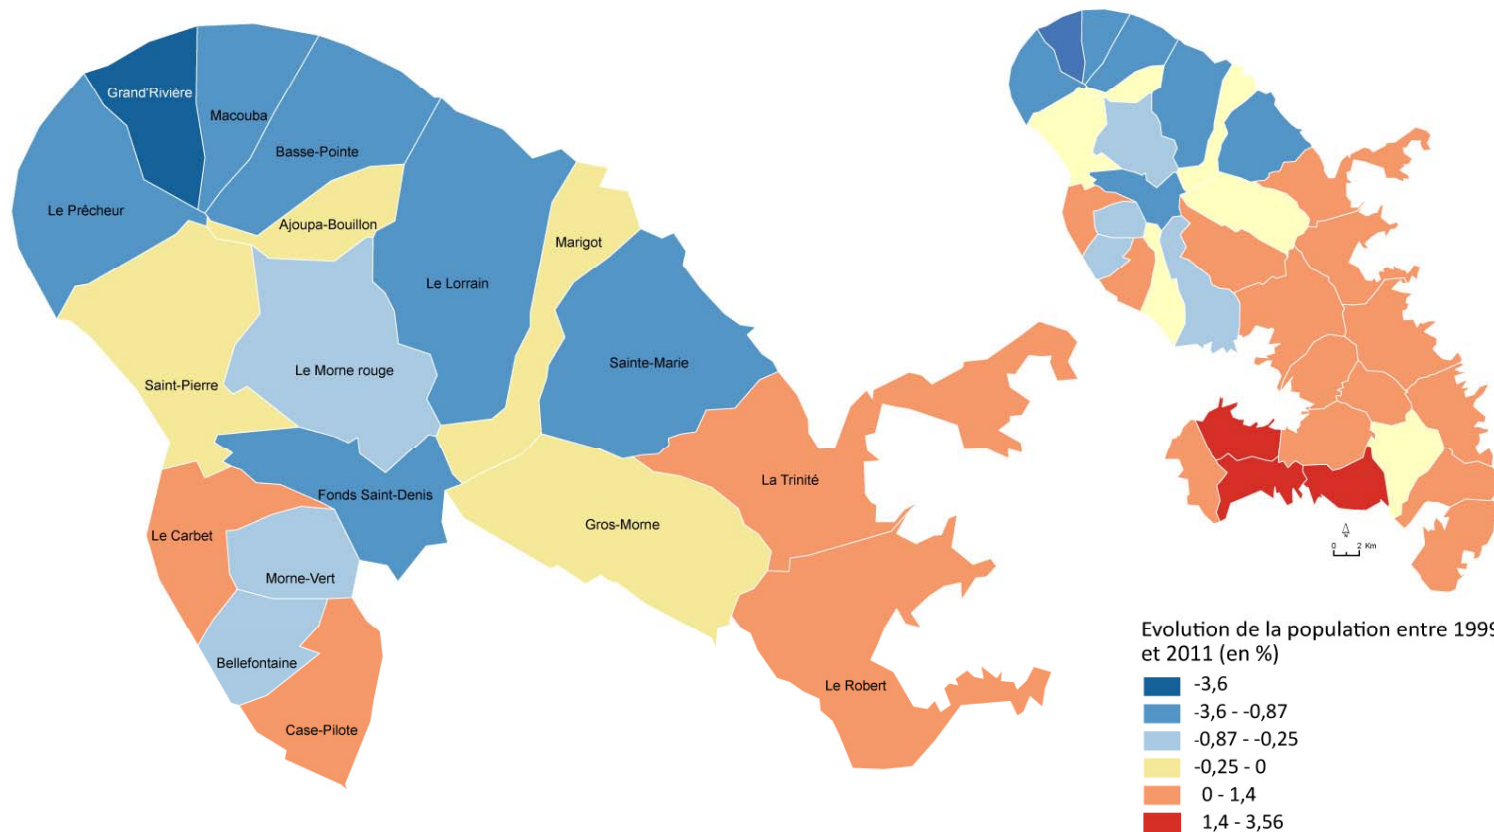 Grand'Rivière
Macouba
Basse-Pointe
Le Prêcheur
Ajoupa-Bouillon
Marigot
Le Lorrain
Sainte-Marie
Le Morne rouge
Saint-Pierre
La Trinité
Fonds Saint-Denis
Gros-Morne
Le Carbet
Morne-Vert
Bellefontaine
Le Robert
Case-Pilote
0 2 Km
Evolution de la population entre 1999
et 2011 (en %)
-3,6
-3,6 - -0,87
-0,87 - -0,25
-0,25 - 0
0 - 1,4
1,4 - 3,56